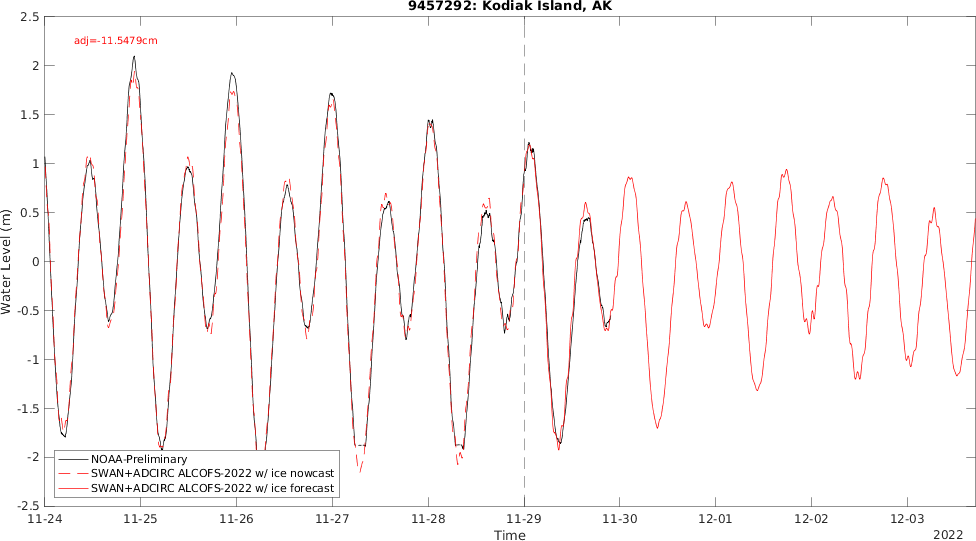 9457292: Kodiak Island, AK
adj=-11.5479cm
2.5
2
1.5
1
0.5
0
-0.5
-1
-1.5
-2
-2.5
Water Level (m)
NOAA-Preliminary
SWAN+ADCIRC ALCOFS-2022 w/ ice nowcast
SWAN+ADCIRC ALCOFS-2022 w/ ice forecast
11-24 11-25 11-26 11-27 11-28 11-29 11-30 12-01 12-02 12-03
Time
2022